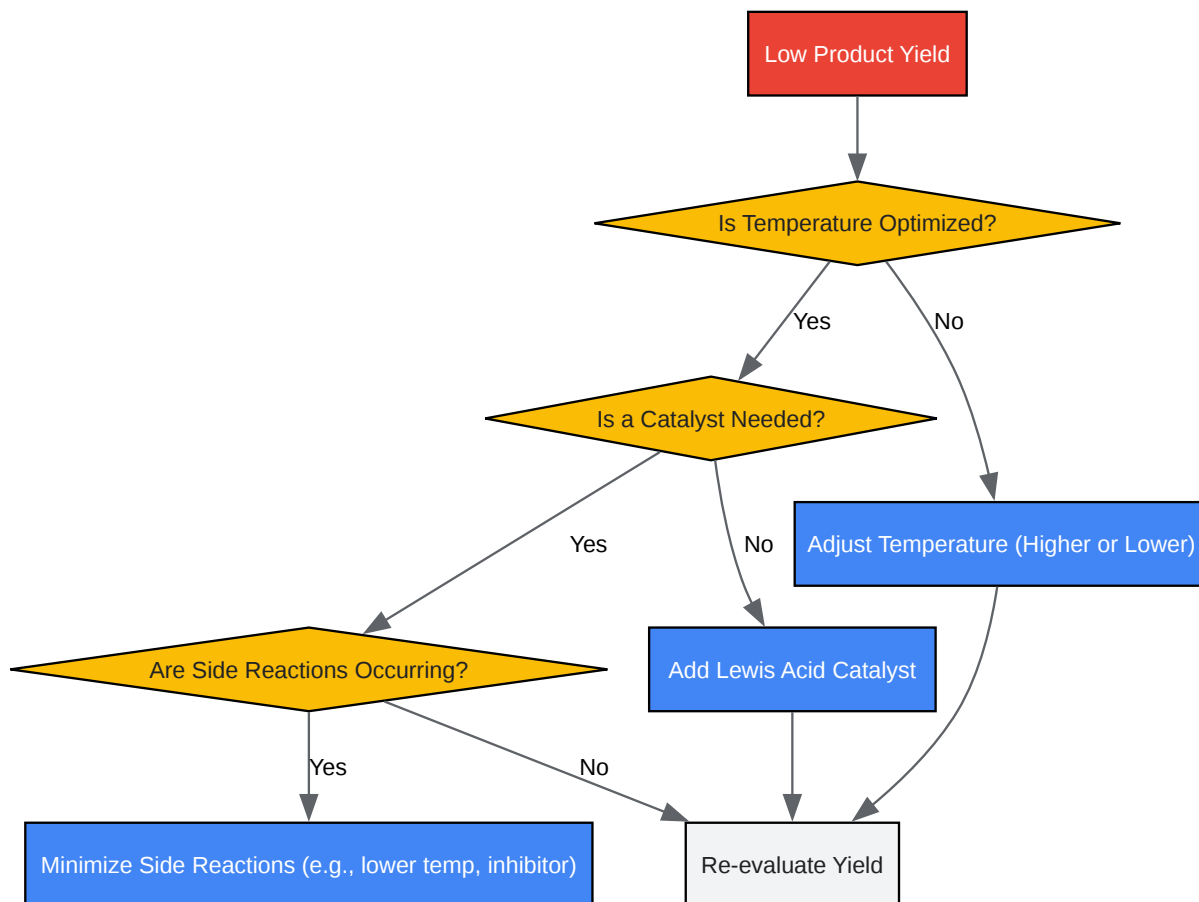 Low Product Yield
Is Temperature Optimized?
Yes
No
Is a Catalyst Needed?
Yes
No
Adjust Temperature (Higher or Lower)
Are Side Reactions Occurring?
Add Lewis Acid Catalyst
Yes
No
Minimize Side Reactions (e.g., lower temp, inhibitor)
Re-evaluate Yield